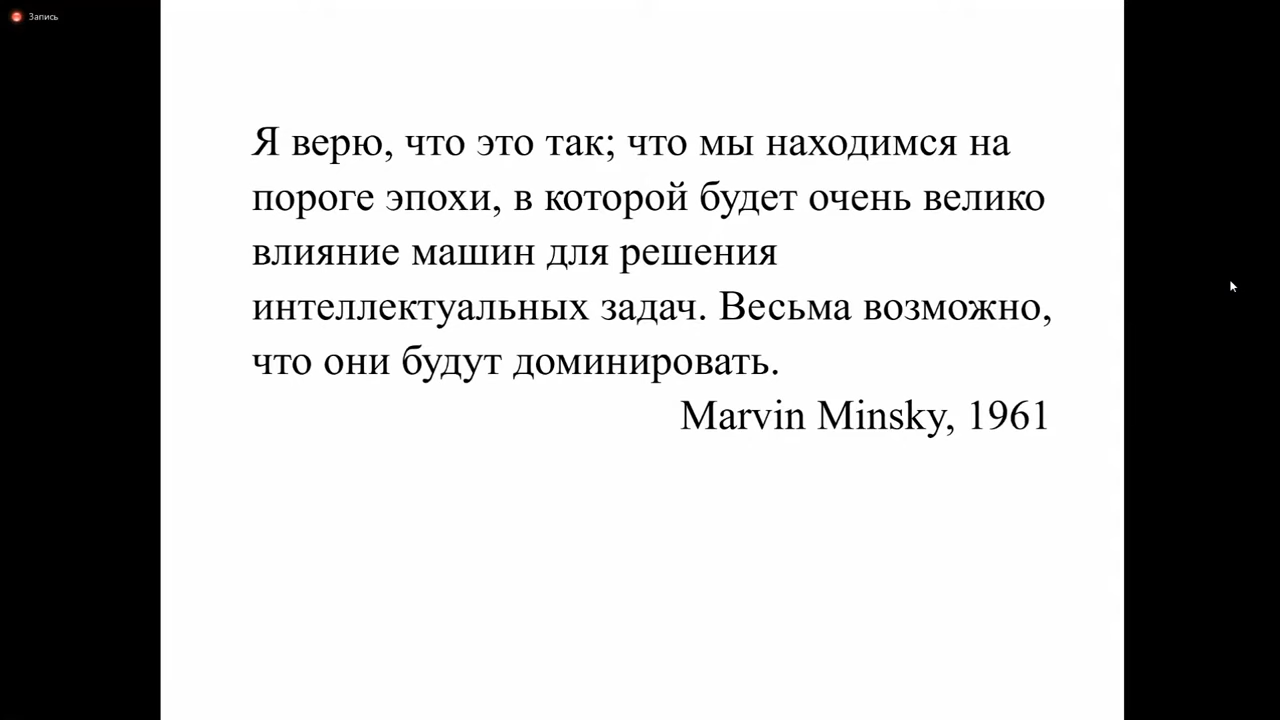 Запись
Я верю, что это так; что мы находимся на
пороге эпохи, в которой будет очень велико
влияние машин для решения
интеллектуальных задач. Весьма возможно,
что они будут доминировать.
Marvin Minsky, 1961